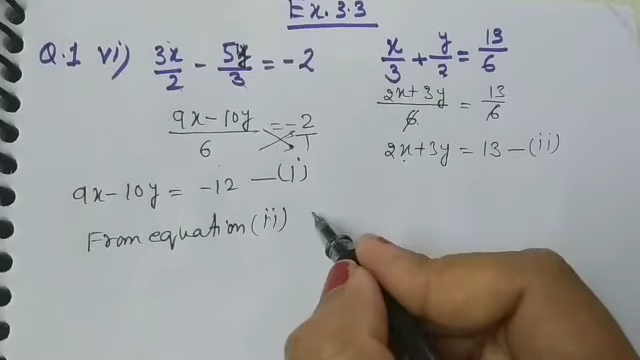 Ex. 3.3
Q.1 vi) 3x/2 - 5y/3 = -2
x/3 + y/2 = 13/6
9x-10y/6 = -2/1
2x+3y/6 = 13/6
2x+3y = 13 -(ii)
9x-10y = -12 -(i)
From equation (ii)